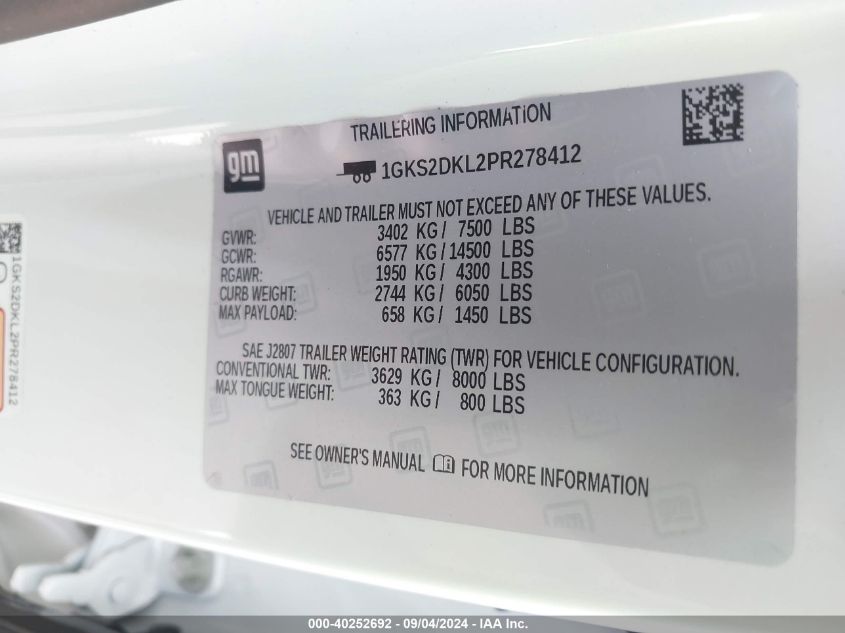 TRAILERING INFORMATION
gm
1GKS2DKL2PR278412
VEHICLE AND TRAILER MUST NOT EXCEED ANY OF THESE VALUES.
GVWR: 3402 KG / 7500 LBS
GCWR: 6577 KG / 14500 LBS
RGAWR: 1950 KG / 4300 LBS
CURB WEIGHT: 2744 KG / 6050 LBS
MAX PAYLOAD: 658 KG / 1450 LBS
SAE J2807 TRAILER WEIGHT RATING (TWR) FOR VEHICLE CONFIGURATION.
CONVENTIONAL TWR: 3629 KG / 8000 LBS
MAX TONGUE WEIGHT: 363 KG / 800 LBS
SEE OWNER'S MANUAL FOR MORE INFORMATION
1GKS2DKL2PR278412
000-40252692 - 09/04/2024 - IAA Inc.